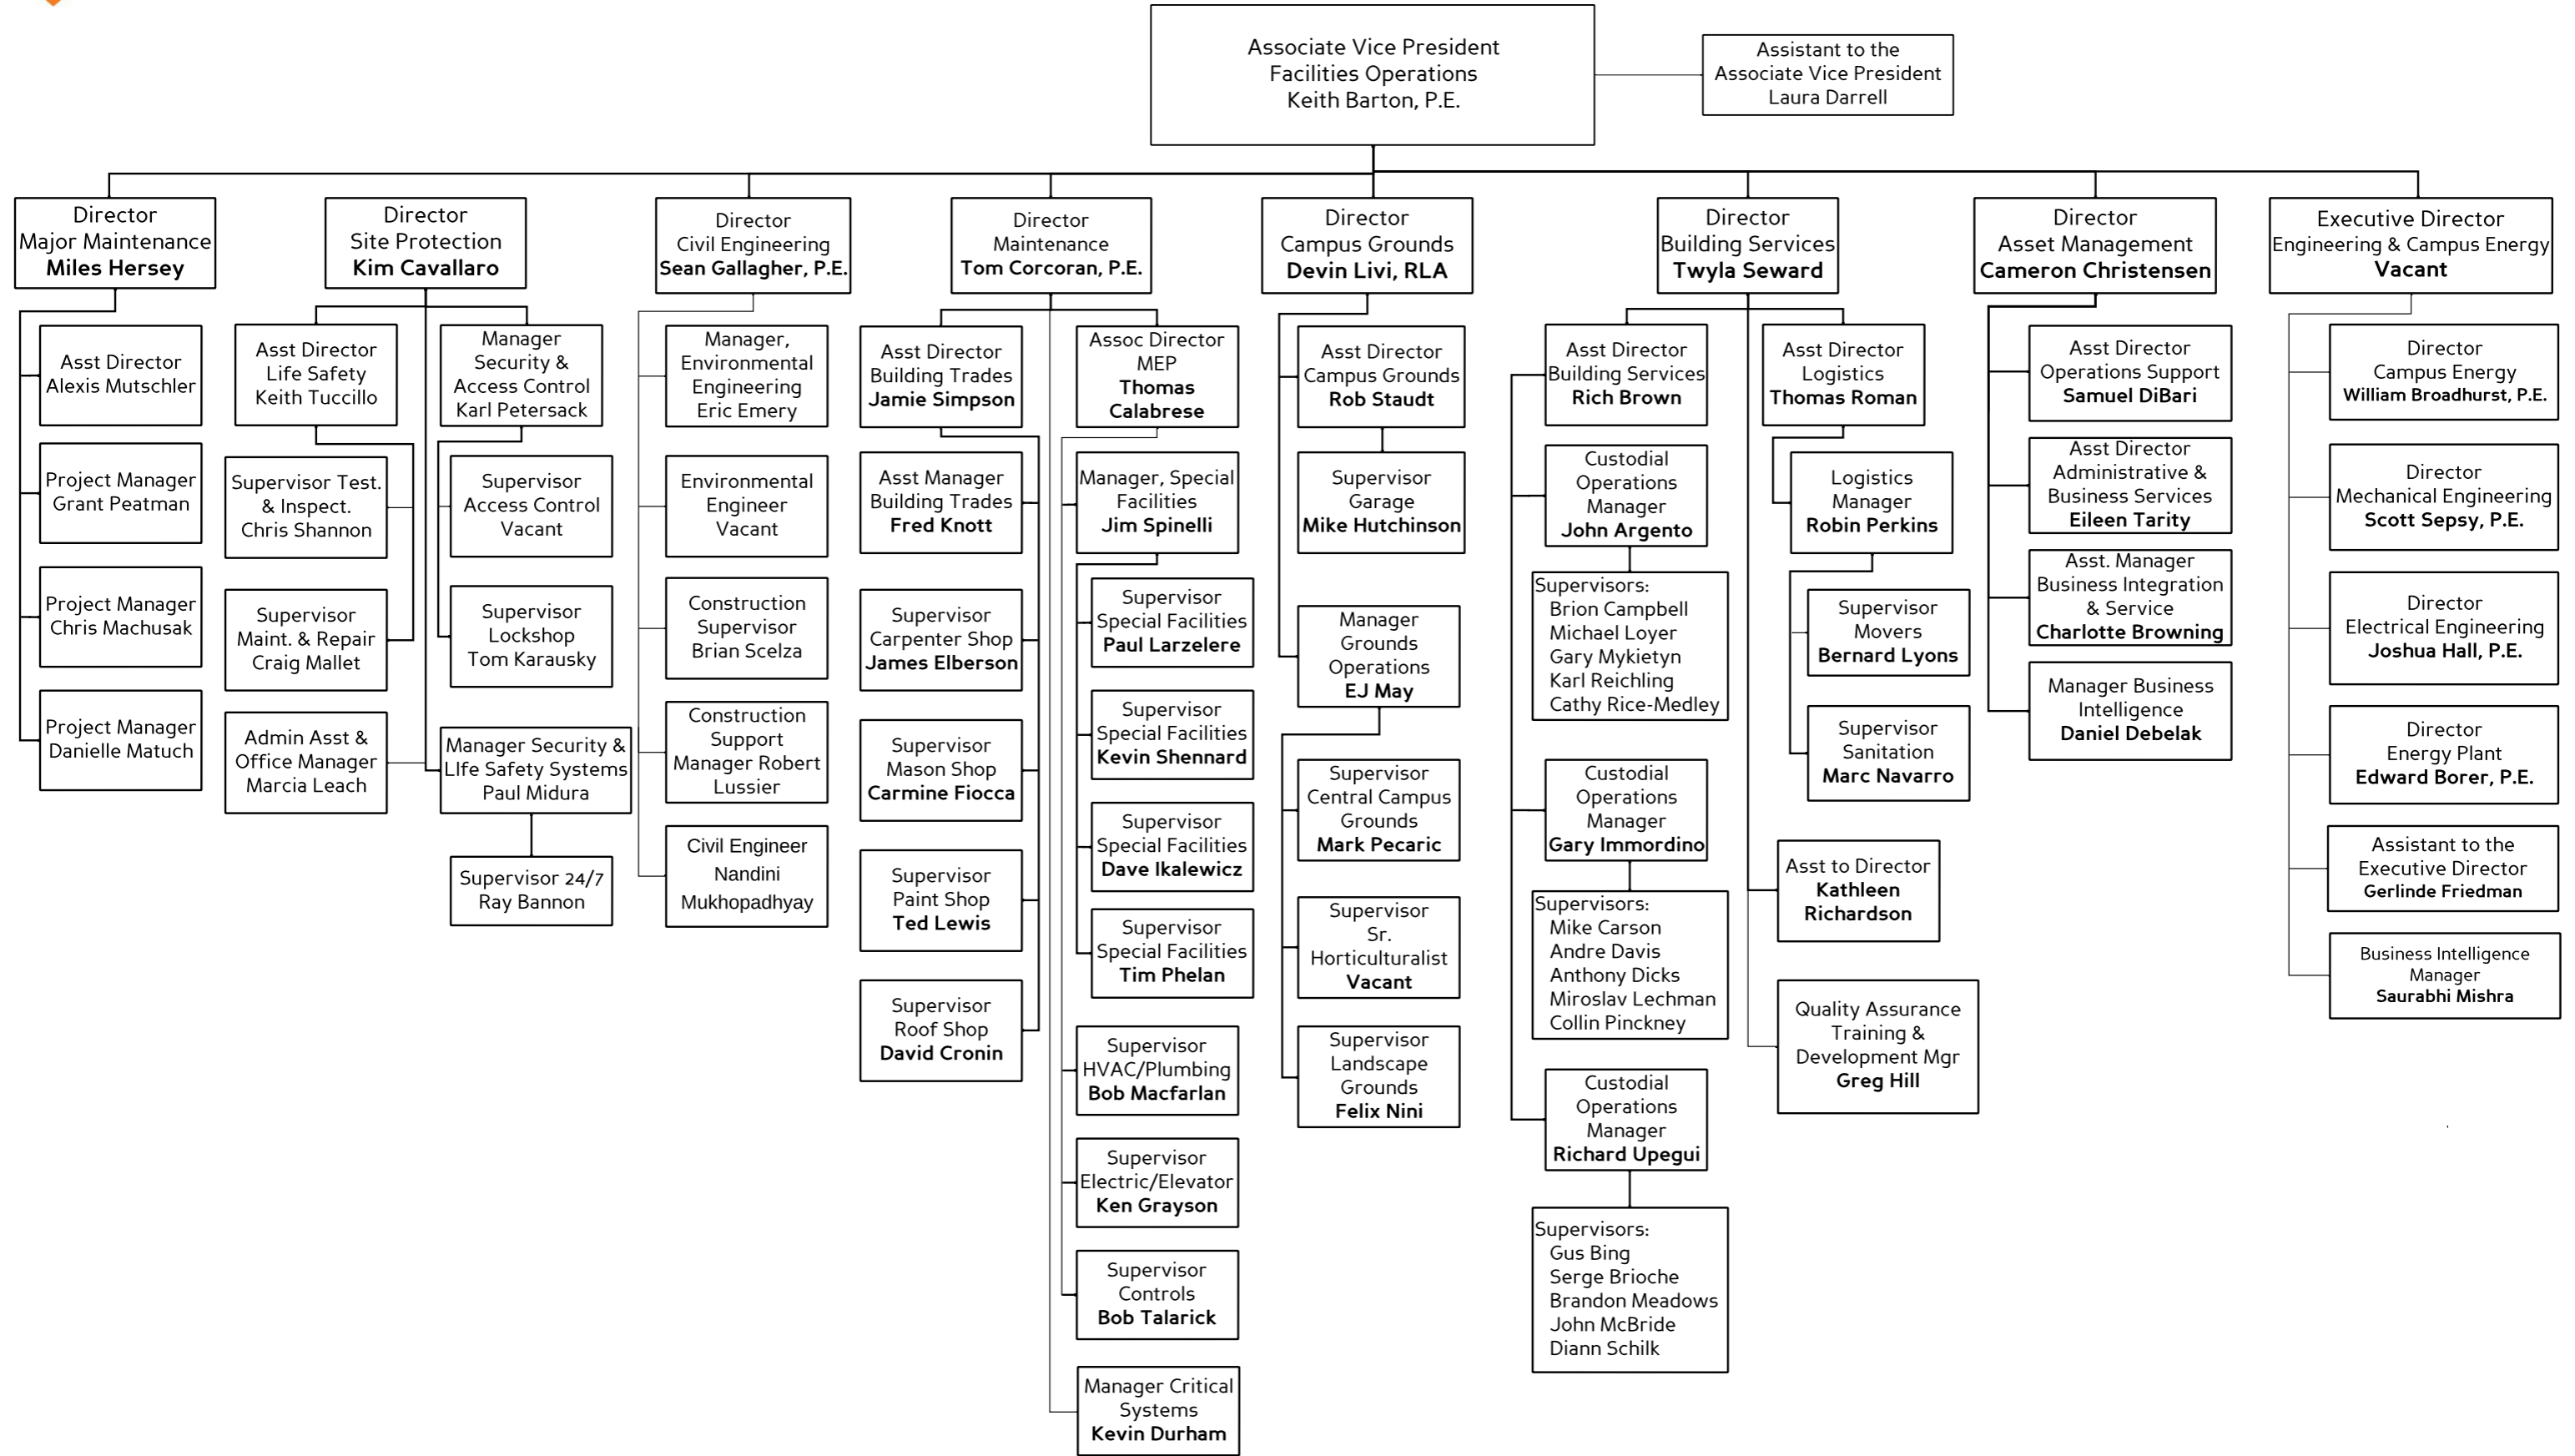 Associate Vice President
Facilities Operations
Keith Barton, P.E.
Assistant to the
Associate Vice President
Laura Darrell
Director
Major Maintenance
Miles Hersey
Asst Director
Alexis Mutschler
Project Manager
Grant Peatman
Project Manager
Chris Machusak
Project Manager
Danielle Matuch
Director
Site Protection
Kim Cavallaro
Asst Director
Life Safety
Keith Tuccillo
Supervisor Test.
& Inspect.
Chris Shannon
Supervisor
Maint. & Repair
Craig Mallet
Admin Asst &
Office Manager
Marcia Leach
Manager
Security &
Access Control
Karl Petersack
Supervisor
Access Control
Vacant
Supervisor
Lockshop
Tom Karausky
Manager Security &
LIfe Safety Systems
Paul Midura
Supervisor 24/7
Ray Bannon
Director
Civil Engineering
Sean Gallagher, P.E.
Manager,
Environmental
Engineering
Eric Emery
Environmental
Engineer
Vacant
Construction
Supervisor
Brian Scelza
Construction
Support
Manager Robert
Lussier
Civil Engineer
Nandini
Mukhopadhyay
Director
Maintenance
Tom Corcoran, P.E.
Asst Director
Building Trades
Jamie Simpson
Asst Manager
Building Trades
Fred Knott
Supervisor
Carpenter Shop
James Elberson
Supervisor
Mason Shop
Carmine Fiocca
Supervisor
Paint Shop
Ted Lewis
Supervisor
Roof Shop
David Cronin
Assoc Director
MEP
Thomas
Calabrese
Manager, Special
Facilities
Jim Spinelli
Supervisor
Special Facilities
Paul Larzelere
Supervisor
Special Facilities
Kevin Shennard
Supervisor
Special Facilities
Dave Ikalewicz
Supervisor
Special Facilities
Tim Phelan
Supervisor
HVAC/Plumbing
Bob Macfarlan
Supervisor
Electric/Elevator
Ken Grayson
Supervisor
Controls
Bob Talarick
Manager Critical
Systems
Kevin Durham
Director
Campus Grounds
Devin Livi, RLA
Asst Director
Campus Grounds
Rob Staudt
Supervisor
Garage
Mike Hutchinson
Manager
Grounds
Operations
EJ May
Supervisor
Central Campus
Grounds
Mark Pecaric
Supervisor
Sr.
Horticulturalist
Vacant
Supervisor
Landscape
Grounds
Felix Nini
Director
Building Services
Twyla Seward
Asst Director
Building Services
Rich Brown
Custodial
Operations
Manager
John Argento
Supervisors:
Brion Campbell
Michael Loyer
Gary Mykietyn
Karl Reichling
Cathy Rice-Medley
Custodial
Operations
Manager
Gary Immordino
Supervisors:
Mike Carson
Andre Davis
Anthony Dicks
Miroslav Lechman
Collin Pinckney
Custodial
Operations
Manager
Richard Upegui
Supervisors:
Gus Bing
Serge Brioche
Brandon Meadows
John McBride
Diann Schilk
Asst Director
Logistics
Thomas Roman
Logistics
Manager
Robin Perkins
Supervisor
Movers
Bernard Lyons
Supervisor
Sanitation
Marc Navarro
Asst to Director
Kathleen
Richardson
Quality Assurance
Training &
Development Mgr
Greg Hill
Director
Asset Management
Cameron Christensen
Asst Director
Operations Support
Samuel DiBari
Asst Director
Administrative &
Business Services
Eileen Tarity
Asst. Manager
Business Integration
& Service
Charlotte Browning
Manager Business
Intelligence
Daniel Debelak
Executive Director
Engineering & Campus Energy
Vacant
Director
Campus Energy
William Broadhurst, P.E.
Director
Mechanical Engineering
Scott Sepsy, P.E.
Director
Electrical Engineering
Joshua Hall, P.E.
Director
Energy Plant
Edward Borer, P.E.
Assistant to the
Executive Director
Gerlinde Friedman
Business Intelligence
Manager
Saurabhi Mishra